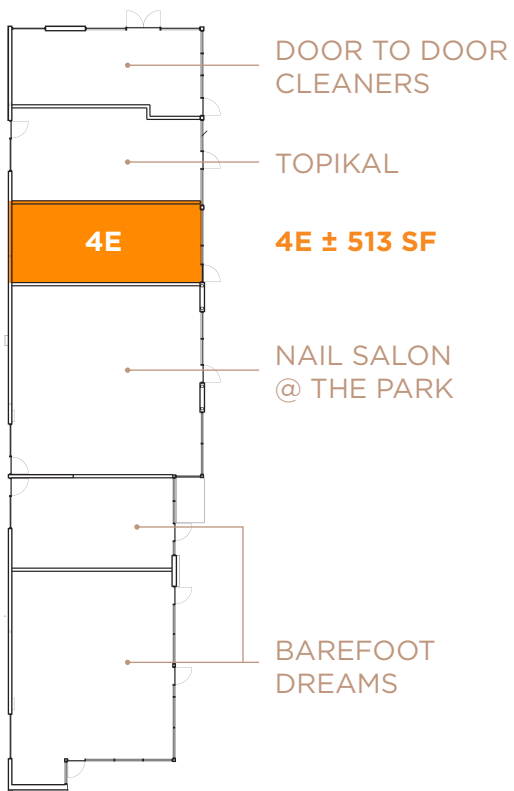 DOOR TO DOOR
CLEANERS
TOPIKAL
4E
4E ± 513 SF
NAIL SALON
@ THE PARK
BAREFOOT
DREAMS